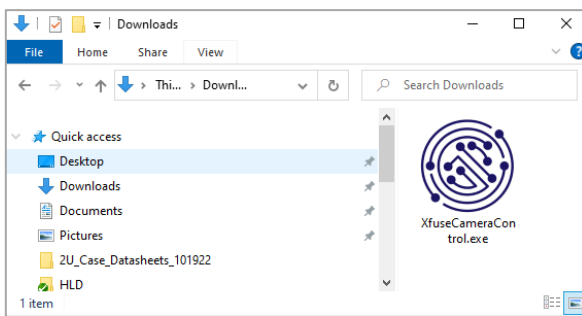 Downloads
File Home Share View
Thi... Downl...
Search Downloads
Quick access
Desktop
Downloads
Documents
Pictures
2U_Case_Datasheets_101922
HLD
XfuseCameraCon
trol.exe
1 item